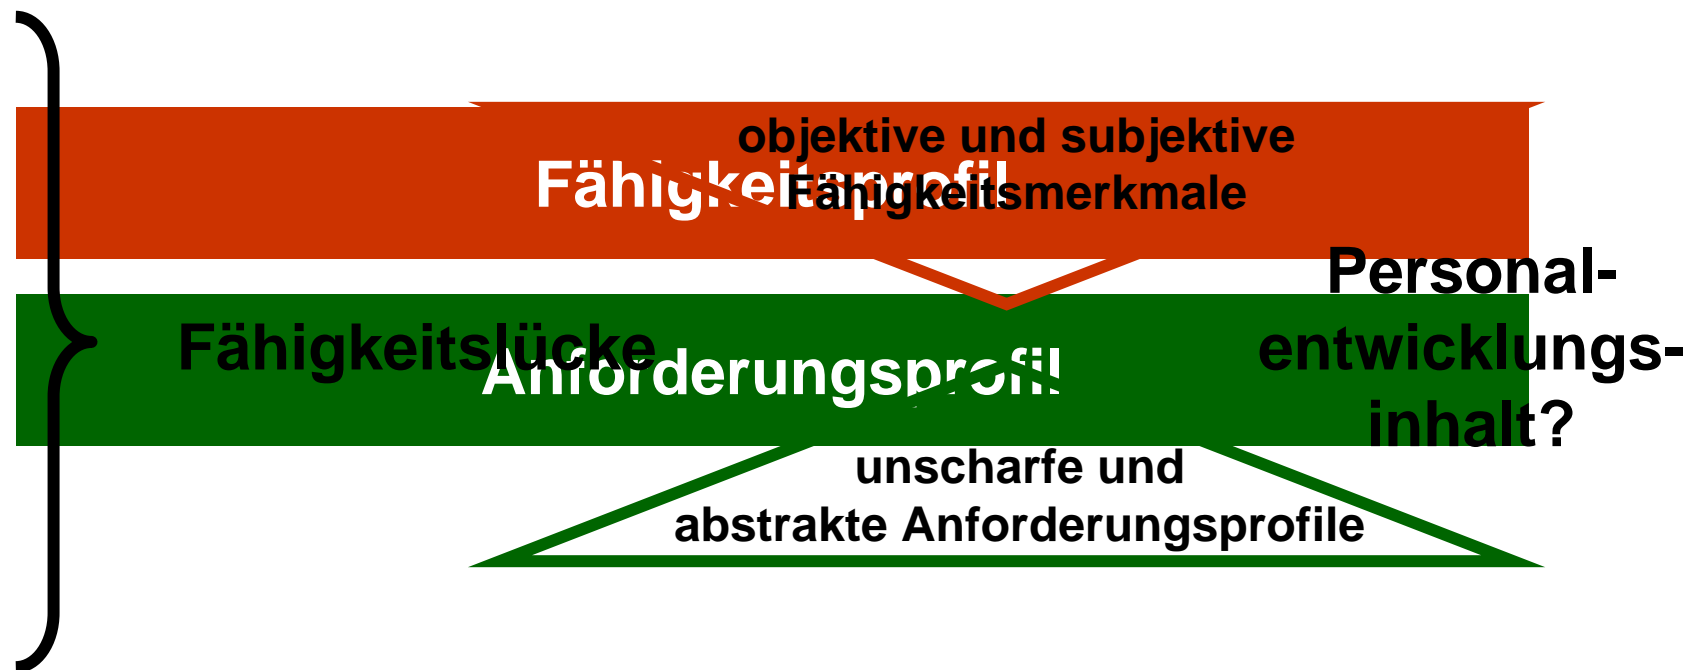 objektive und subjektive
Fähigkeitsmerkmale
Fähigkeitsprofil
Personal-
entwicklungs-
inhalt?
Fähigkeitslücke
Anforderungsprofil
unscharfe und
abstrakte Anforderungsprofile